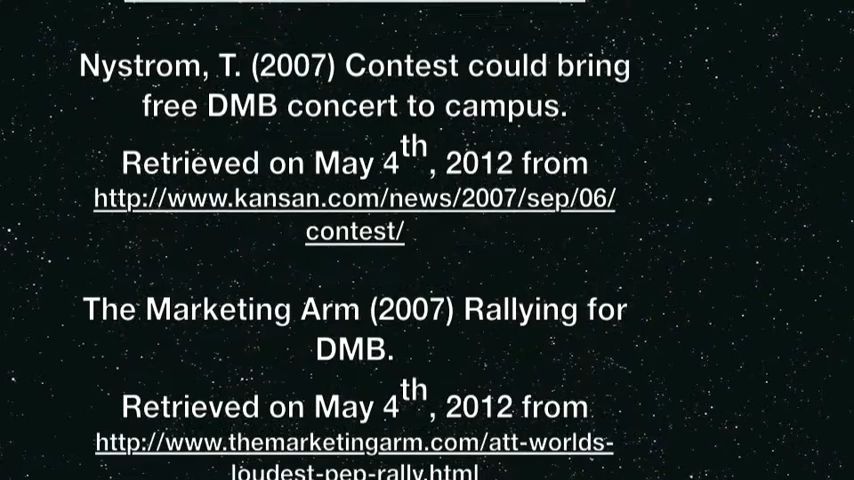 Nystrom, T. (2007) Contest could bring
free DMB concert to campus.
Retrieved on May 4th, 2012 from
http://www.kansan.com/news/2007/sep/06/
contest/
The Marketing Arm (2007) Rallying for
DMB.
Retrieved on May 4th, 2012 from
http://www.themarketingarm.com/att-worlds-
loudest-pep-rally.html